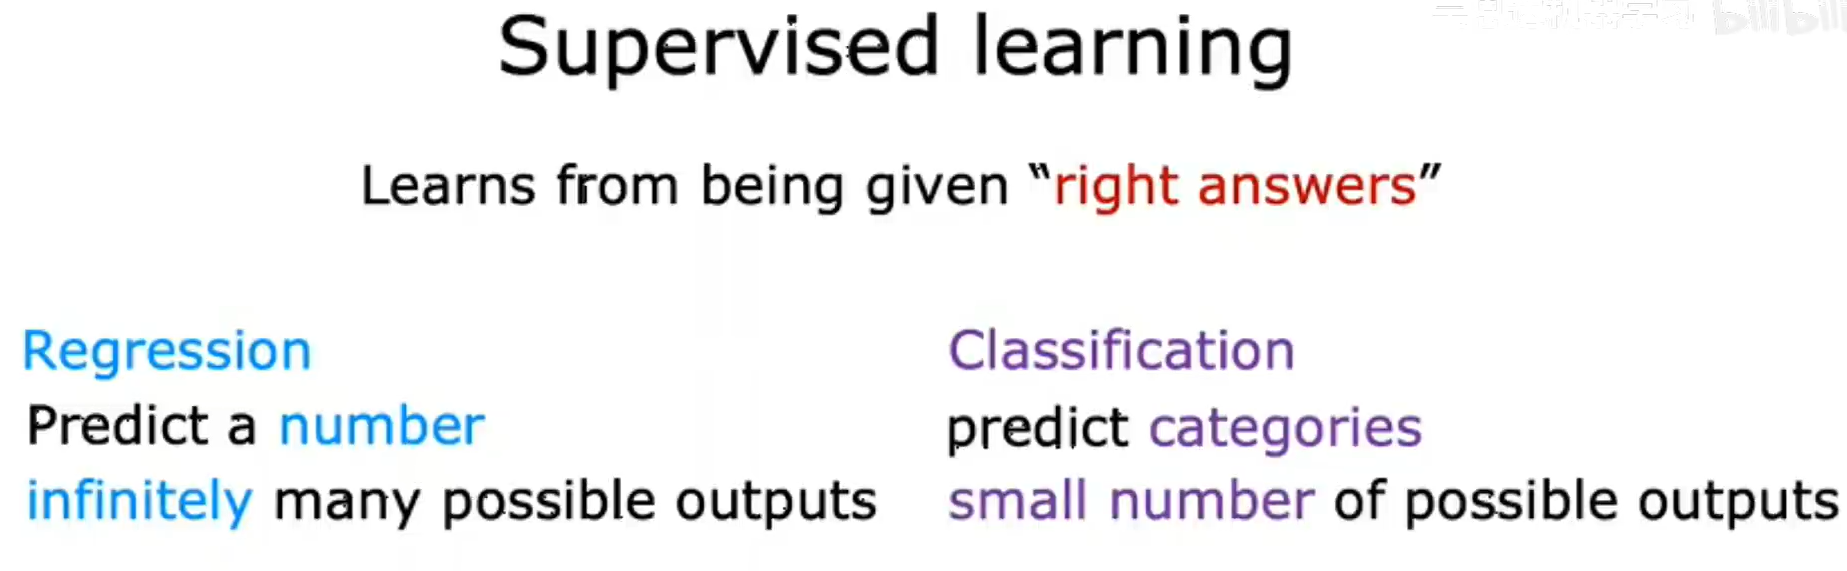 Supervised learning
Learns from being given “right answers”
Regression
Predict a number
infinitely many possible outputs
Classification
predict categories
small number of possible outputs
bilibili